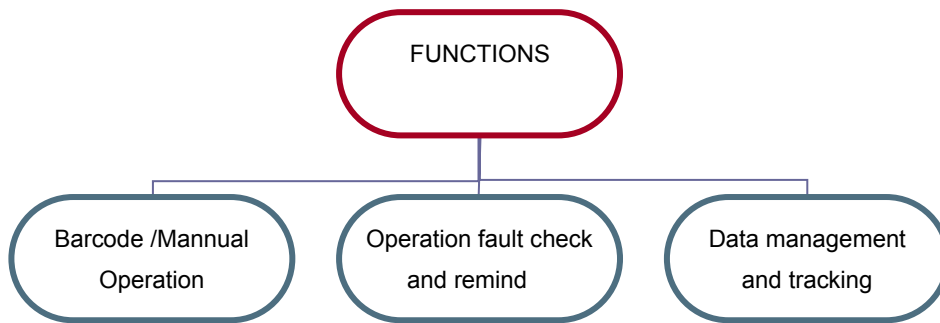 FUNCTIONS
Barcode /Mannual
Operation
Operation fault check
and remind
Data management
and tracking